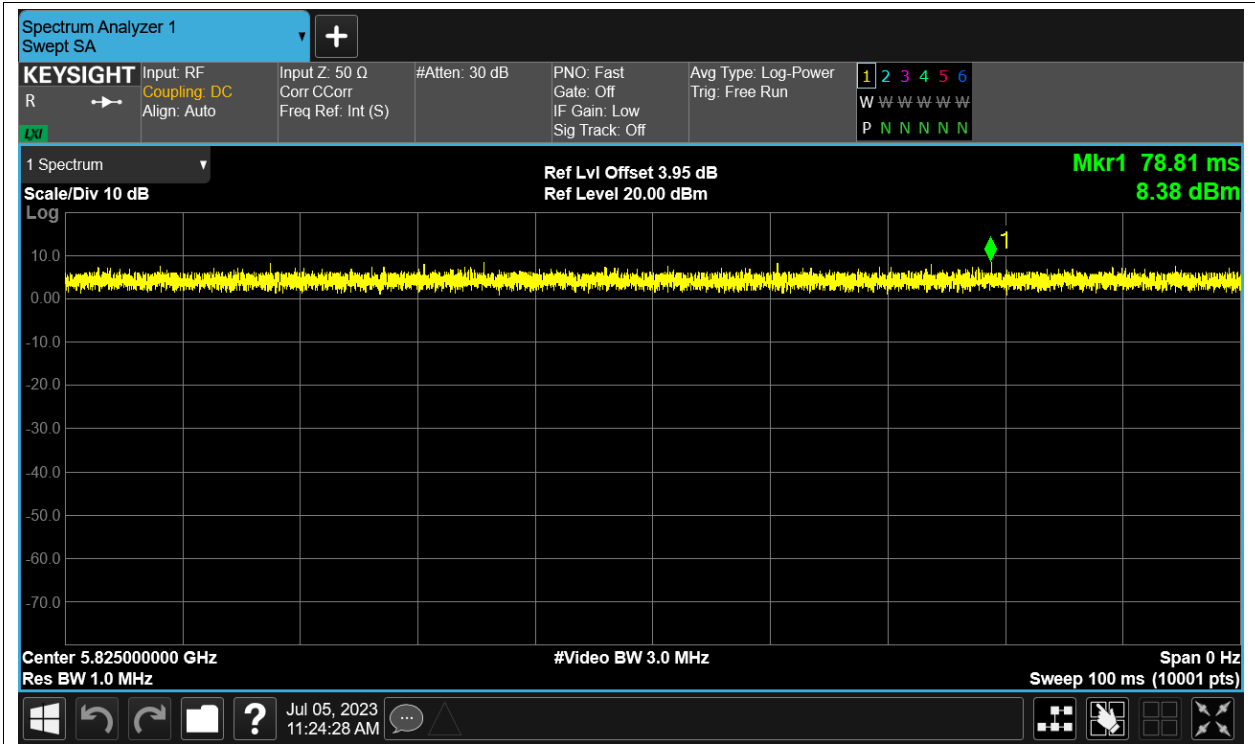 Spectrum Analyzer 1
Swept SA
+
KEYSIGHT
R
LXI
Input: RF
Coupling: DC
Align: Auto
Input Z: 50 Ω
Corr CCorr
Freq Ref: Int (S)
#Atten: 30 dB
PNO: Fast
Gate: Off
IF Gain: Low
Sig Track: Off
Avg Type: Log-Power
Trig: Free Run
1 2 3 4 5 6
W W W W W W
P N N N N N
1 Spectrum
Scale/Div 10 dB
Log
Ref Lvl Offset 3.95 dB
Ref Level 20.00 dBm
Mkr1 78.81 ms
8.38 dBm
1
10.0
0.00
-10.0
-20.0
-30.0
-40.0
-50.0
-60.0
-70.0
Center 5.825000000 GHz
#Video BW 3.0 MHz
Span 0 Hz
Res BW 1.0 MHz
Sweep 100 ms (10001 pts)
?
Jul 05, 2023
11:24:28 AM